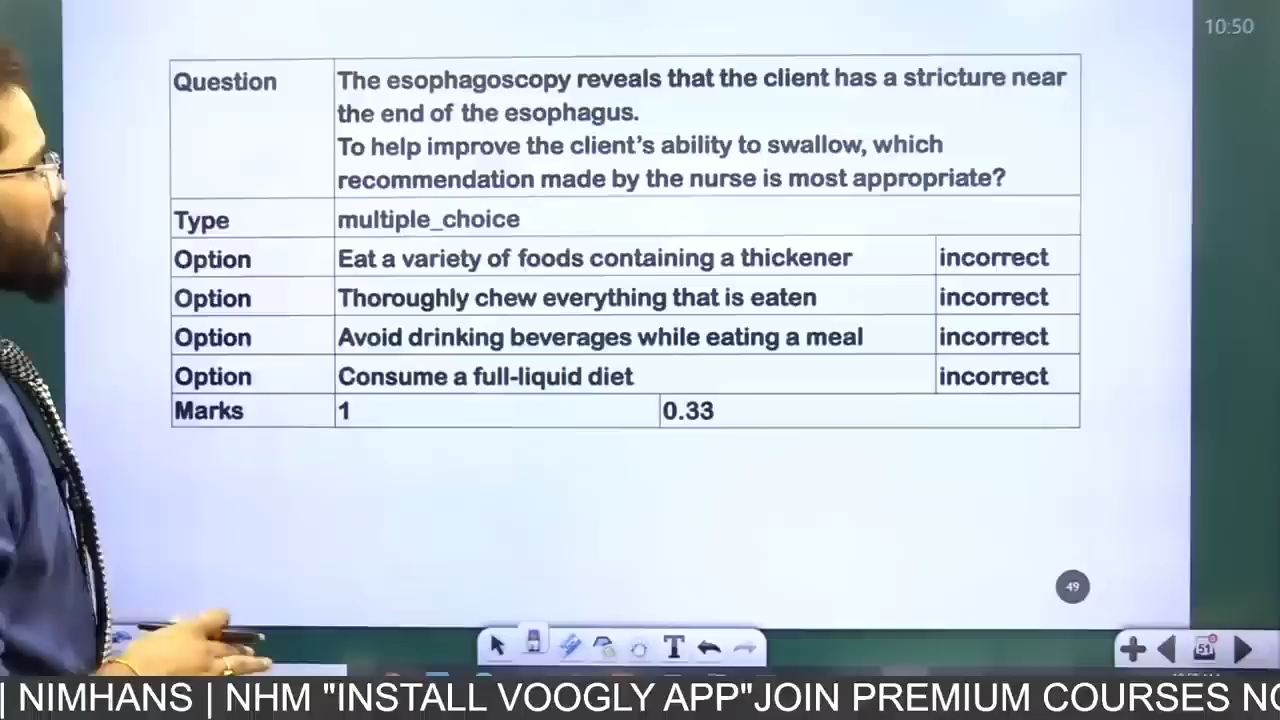 10:50
Question The esophagoscopy reveals that the client has a stricture near
the end of the esophagus.
To help improve the client's ability to swallow, which
recommendation made by the nurse is most appropriate?
Type multiple_choice
Option Eat a variety of foods containing a thickener incorrect
Option Thoroughly chew everything that is eaten incorrect
Option Avoid drinking beverages while eating a meal incorrect
Option Consume a full-liquid diet incorrect
Marks 1 0.33
49
T
51
| NIMHANS | NHM "INSTALL VOOGLY APP"JOIN PREMIUM COURSES NO